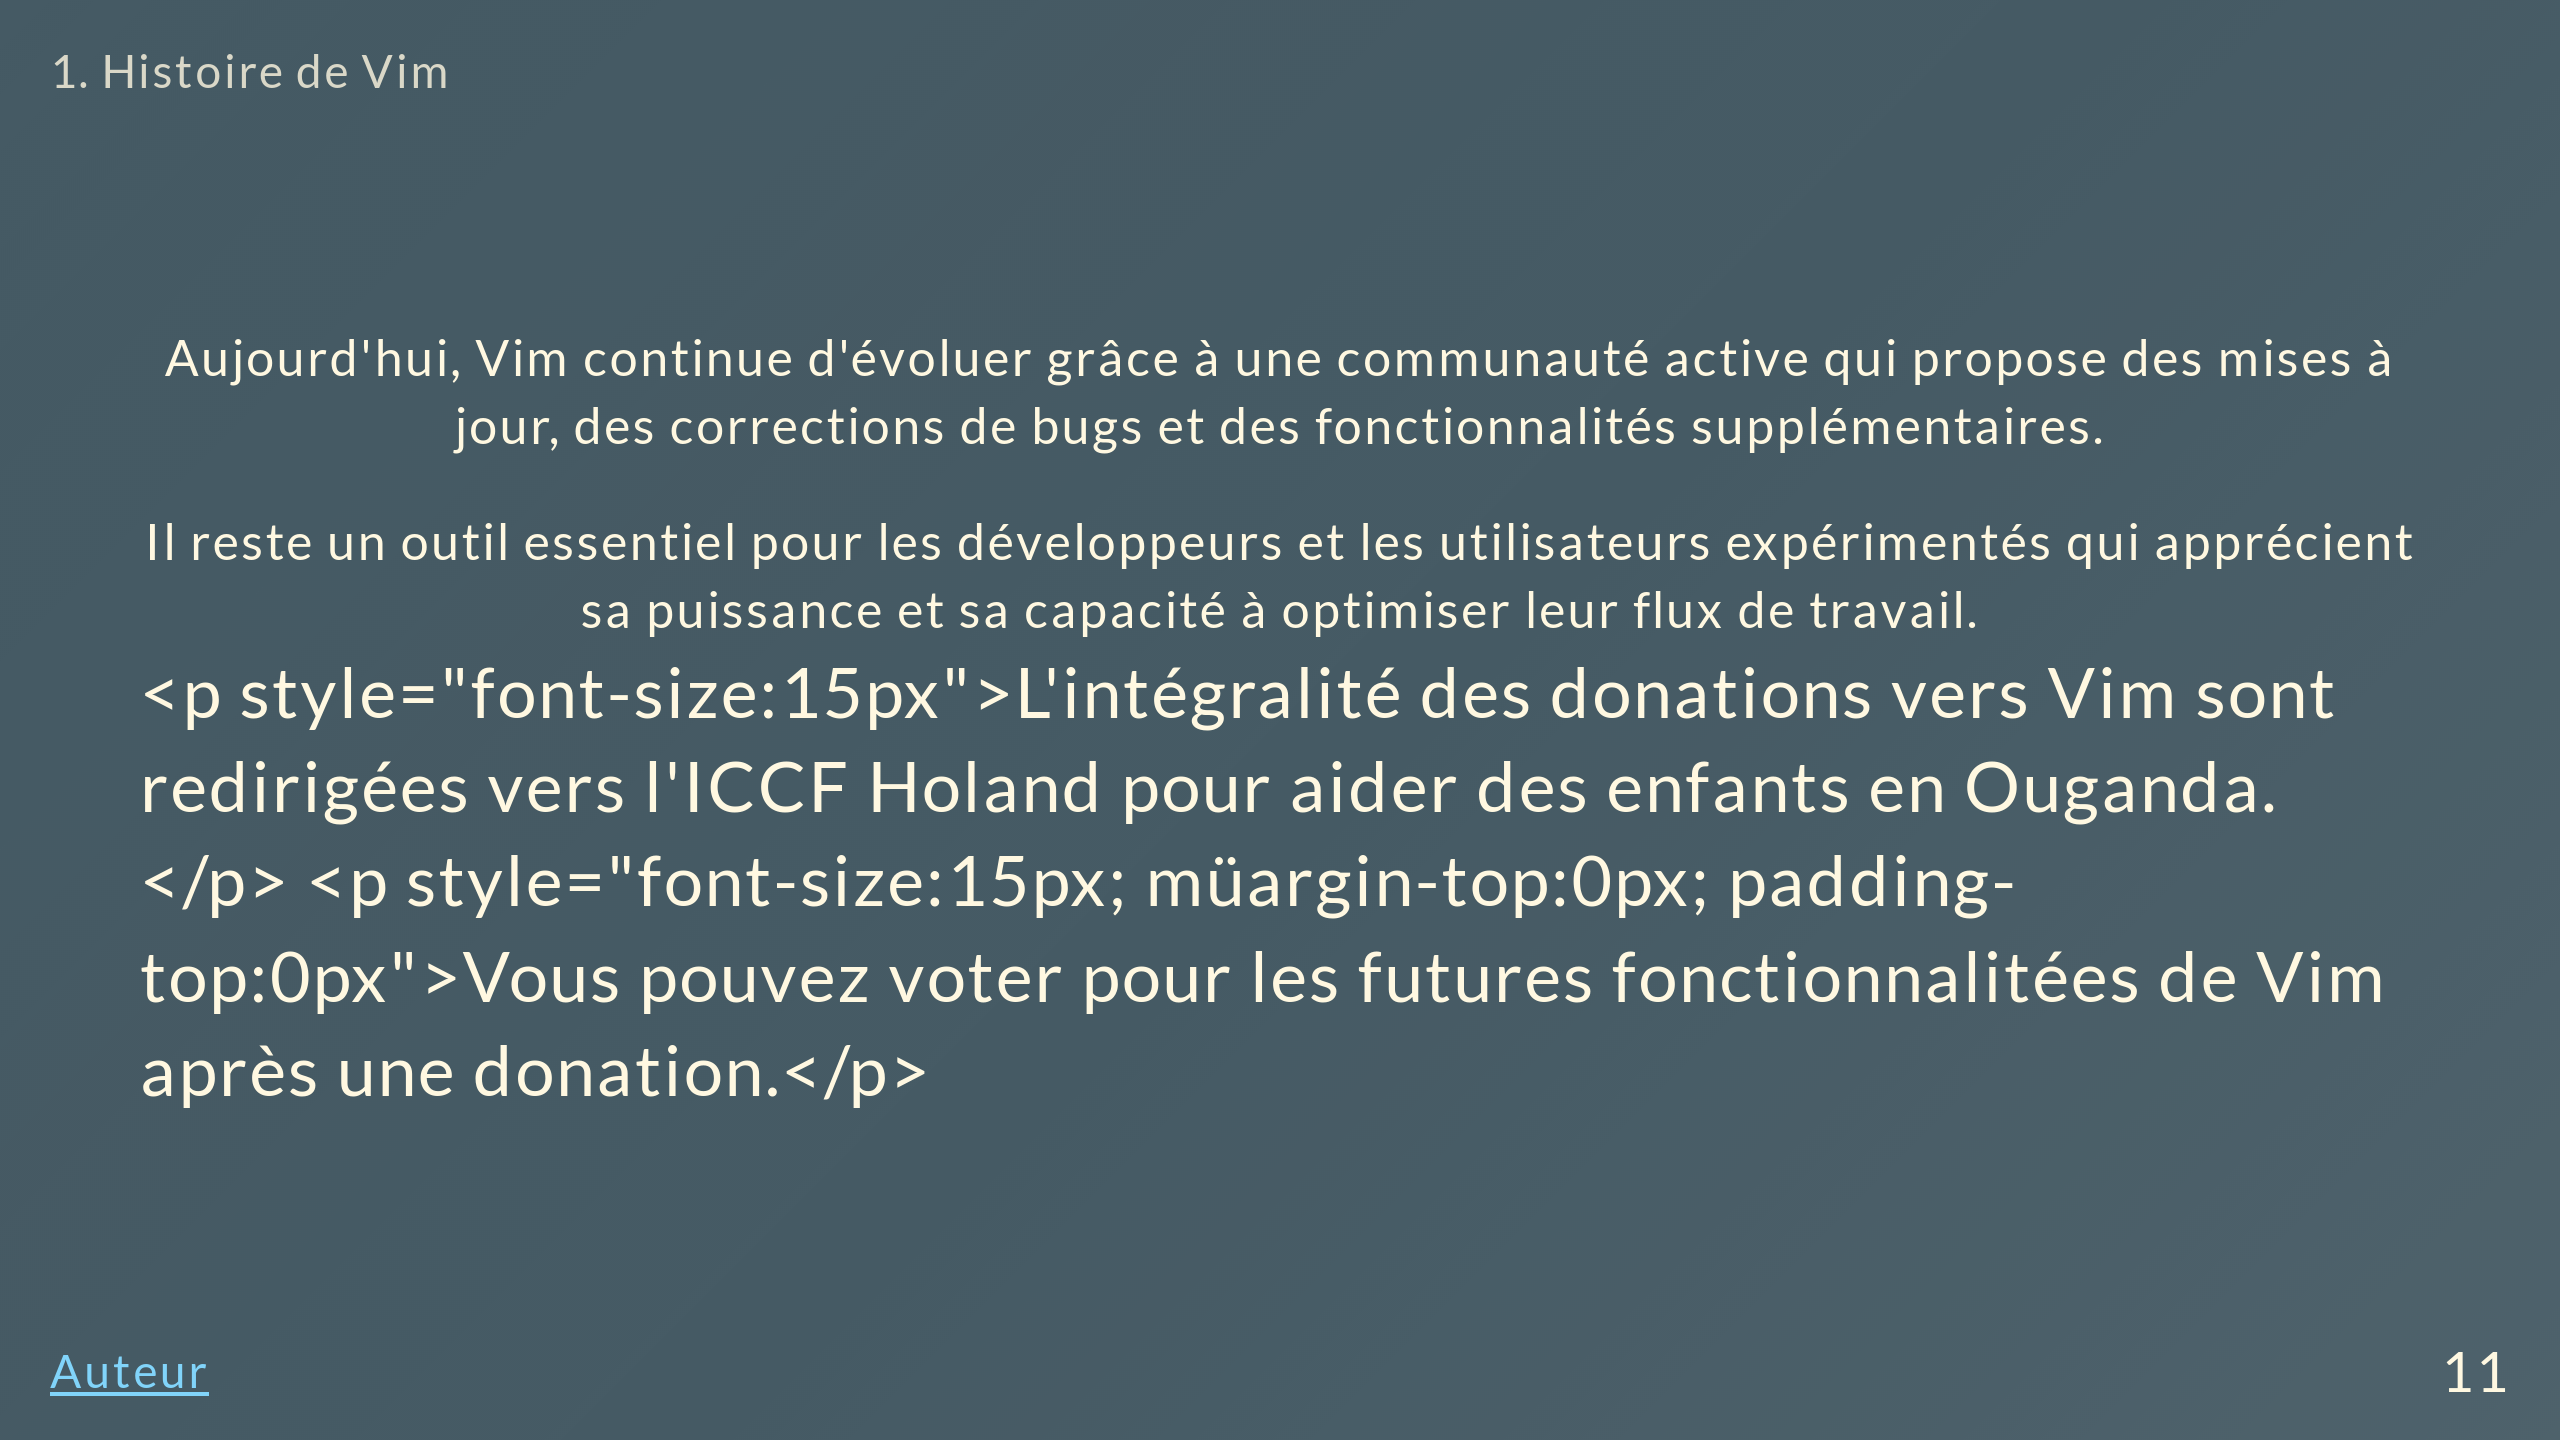 1. Histoire de Vim
Aujourd'hui, Vim continue d'évoluer grâce à une communauté active qui propose des mises à
jour, des corrections de bugs et des fonctionnalités supplémentaires.
Il reste un outil essentiel pour les développeurs et les utilisateurs expérimentés qui apprécient
sa puissance et sa capacité à optimiser leur flux de travail.
<p style="font-size:15px">L'intégralité des donations vers Vim sont
redirigées vers l'ICCF Holand pour aider des enfants en Ouganda.
</p> <p style="font-size:15px; müargin-top:0px; padding-
top:0px">Vous pouvez voter pour les futures fonctionnalitées de Vim
après une donation.</p>
Auteur
11